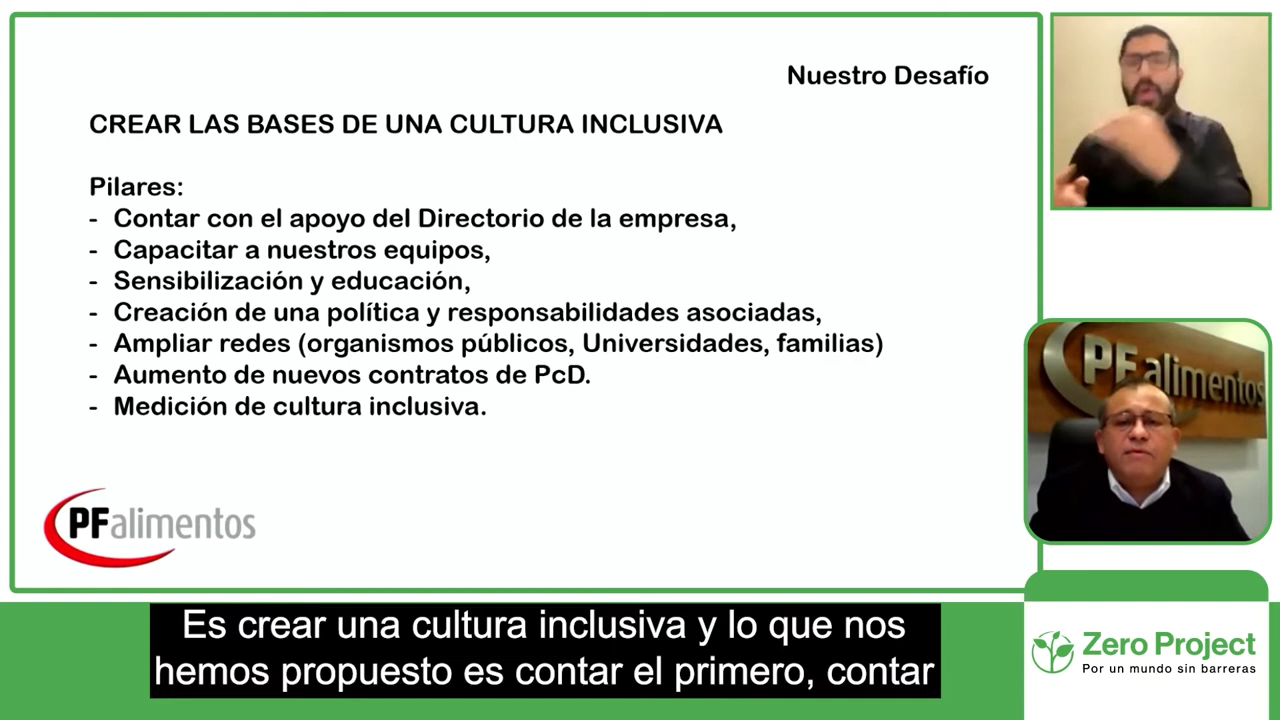 Nuestro Desafío
CREAR LAS BASES DE UNA CULTURA INCLUSIVA
Pilares:
- Contar con el apoyo del Directorio de la empresa,
- Capacitar a nuestros equipos,
- Sensibilización y educación,
- Creación de una política y responsabilidades asociadas,
- Ampliar redes (organismos públicos, Universidades, familias)
- Aumento de nuevos contratos de PcD.
- Medición de cultura inclusiva.
PFalimentos
PFalimentos
Es crear una cultura inclusiva y lo que nos
hemos propuesto es contar el primero, contar
Zero Project
Por un mundo sin barreras